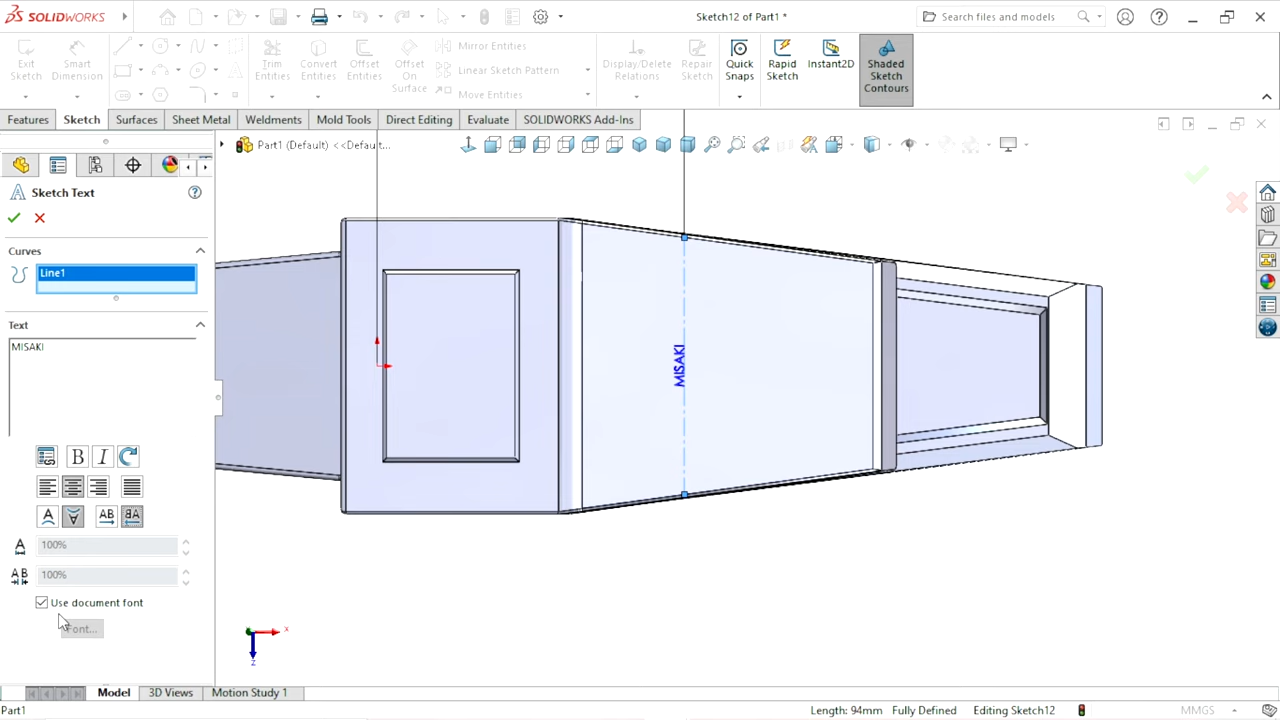 SOLIDWORKS
Sketch12 of Part1 *
Search files and models
Exit Sketch
Smart Dimension
Trim Entities
Convert Entities
Offset Entities
Offset On Surface
Mirror Entities
Linear Sketch Pattern
Move Entities
Display/Delete Relations
Repair Sketch
Quick Snaps
Rapid Sketch
Instant2D
Shaded Sketch Contours
Features
Sketch
Surfaces
Sheet Metal
Weldments
Mold Tools
Direct Editing
Evaluate
SOLIDWORKS Add-Ins
Part1 (Default) <<Defaul...
Sketch Text
Curves
Line1
Text
MISAKI
B
I
A
A
AB
AB
A
100%
AB
100%
Use document font
Font...
MISAKI
X
Z
Model
3D Views
Motion Study 1
Part1
Length: 94mm
Fully Defined
Editing Sketch12
MMGS